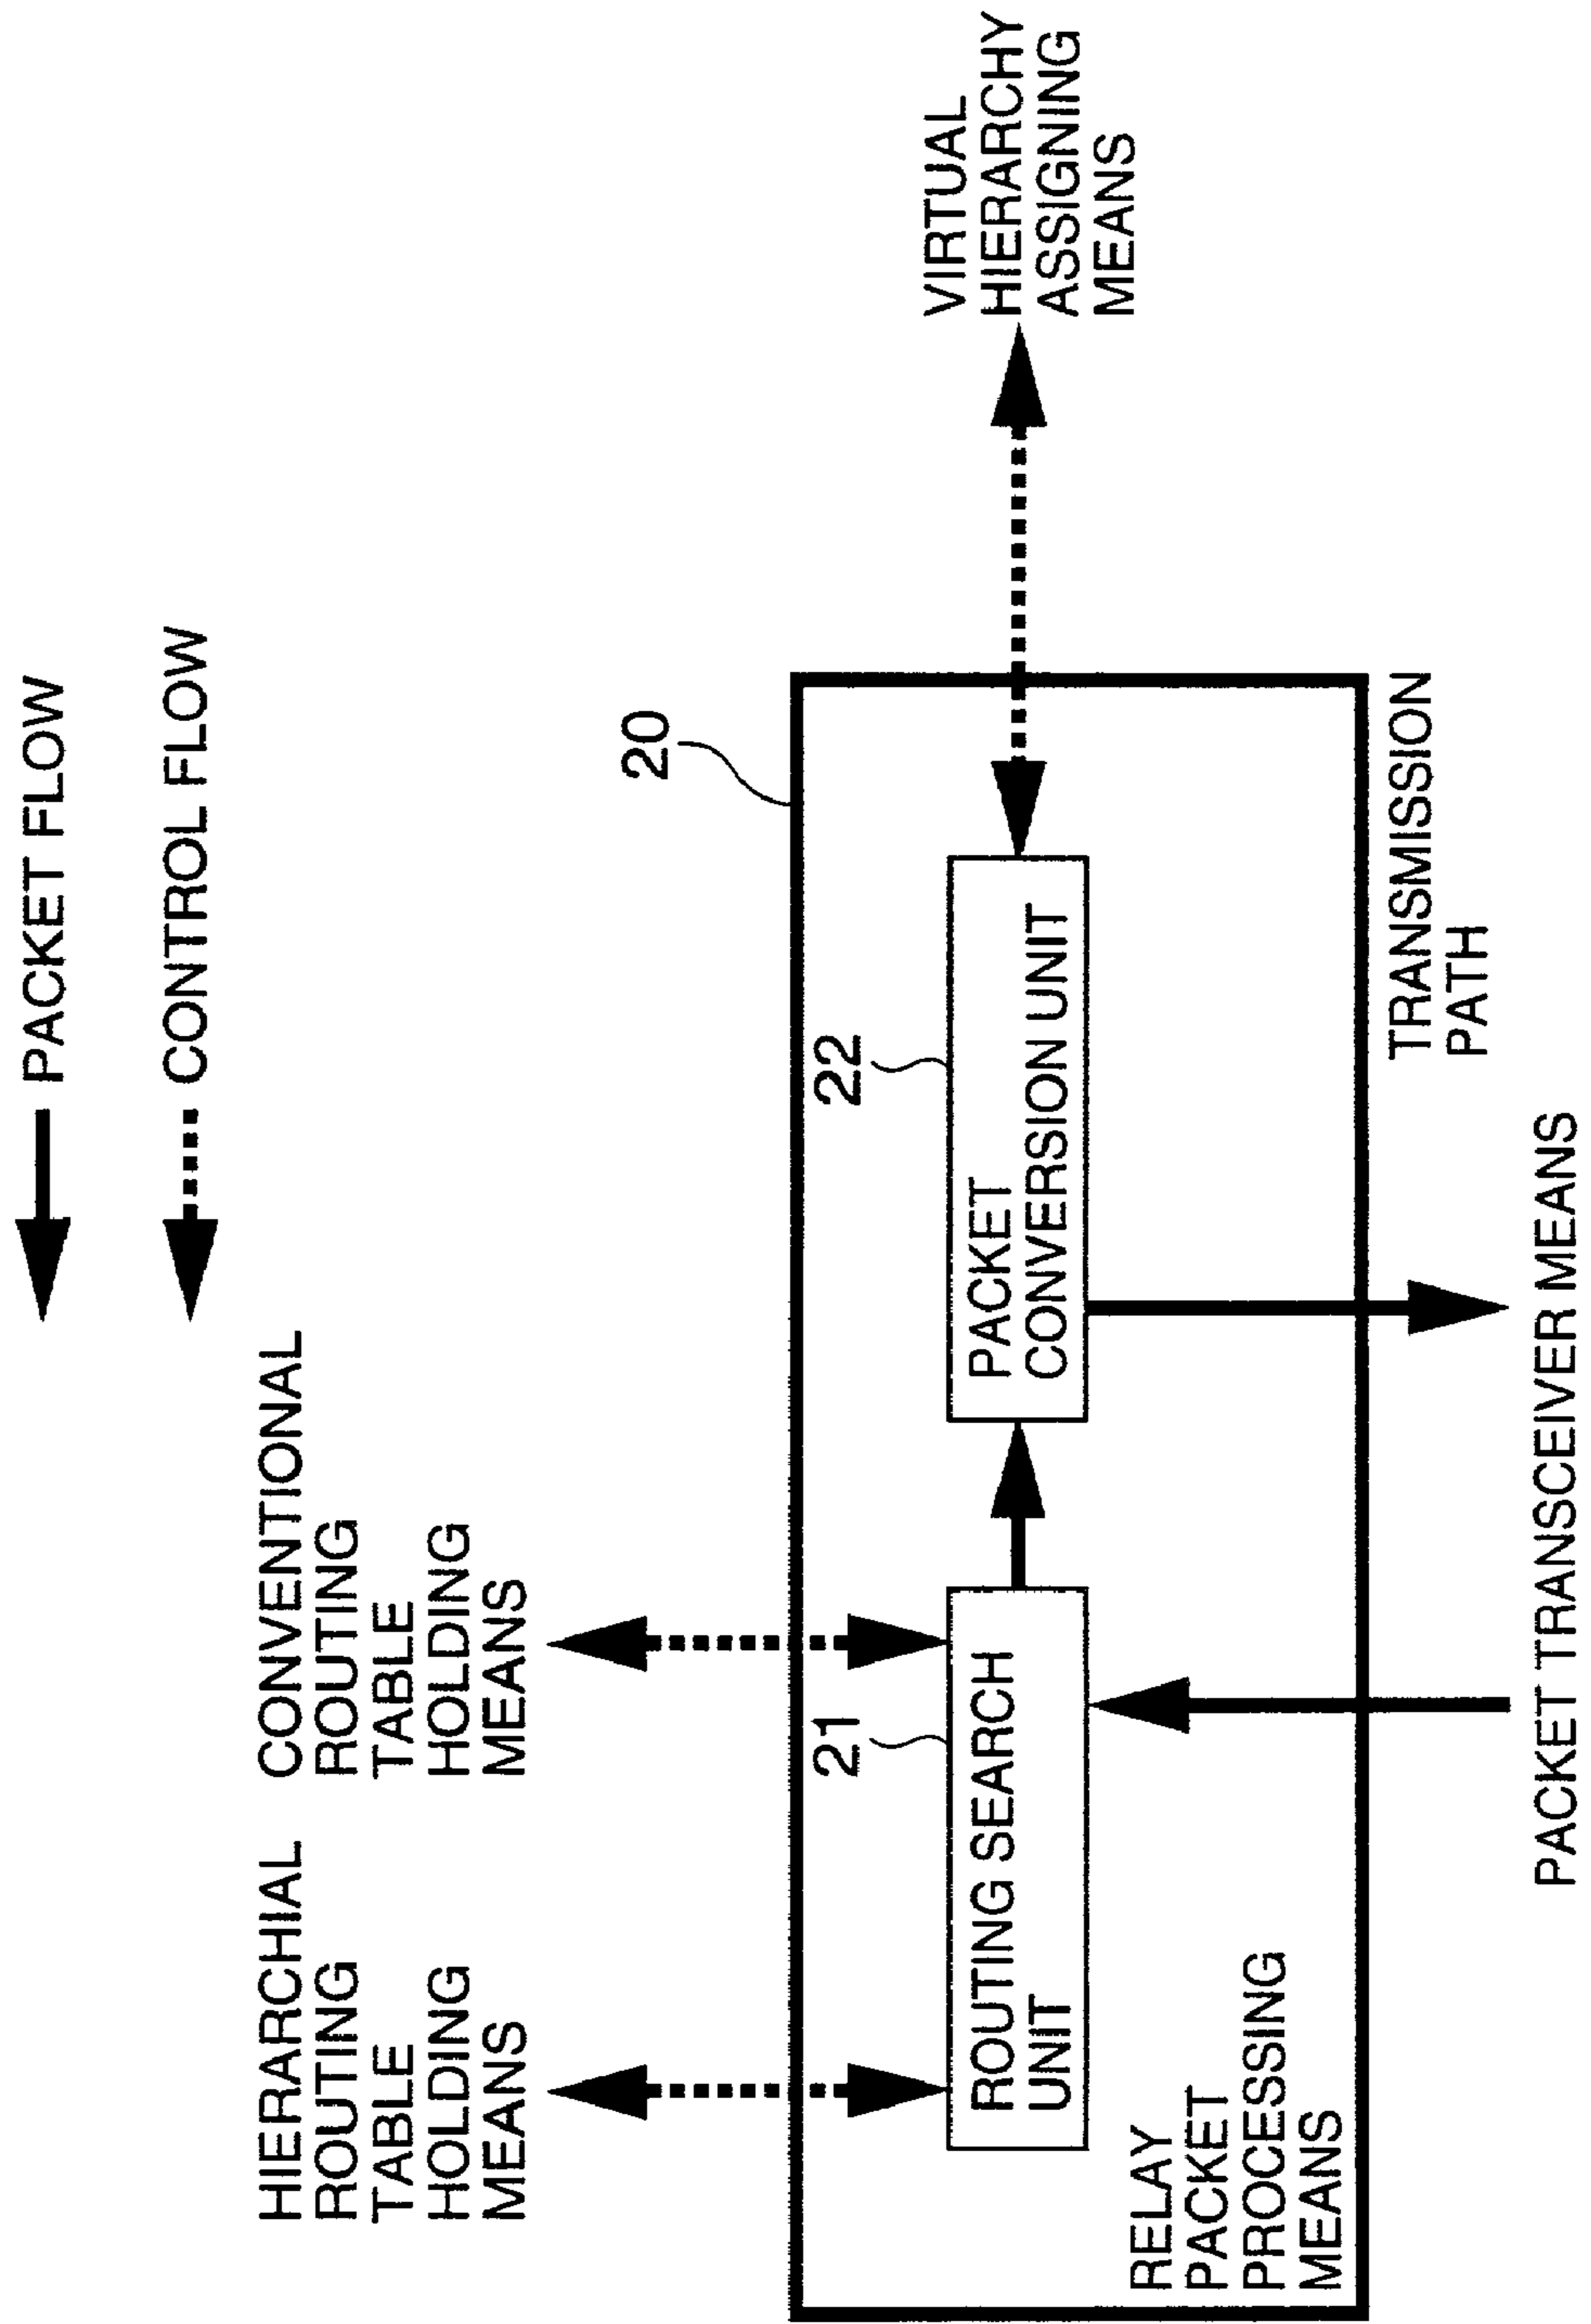 PACKET FLOW
CONTROL FLOW
HIERARCHIAL
ROUTING
TABLE
HOLDING
MEANS
CONVENTIONAL
ROUTING
TABLE
HOLDING
MEANS
20
21
22
ROUTING SEARCH
UNIT
PACKET
CONVERSION UNIT
VIRTUAL
HIERARCHY
ASSIGNING
MEANS
RELAY
PACKET
PROCESSING
MEANS
TRANSMISSION
PATH
PACKET TRANSCEIVER MEANS